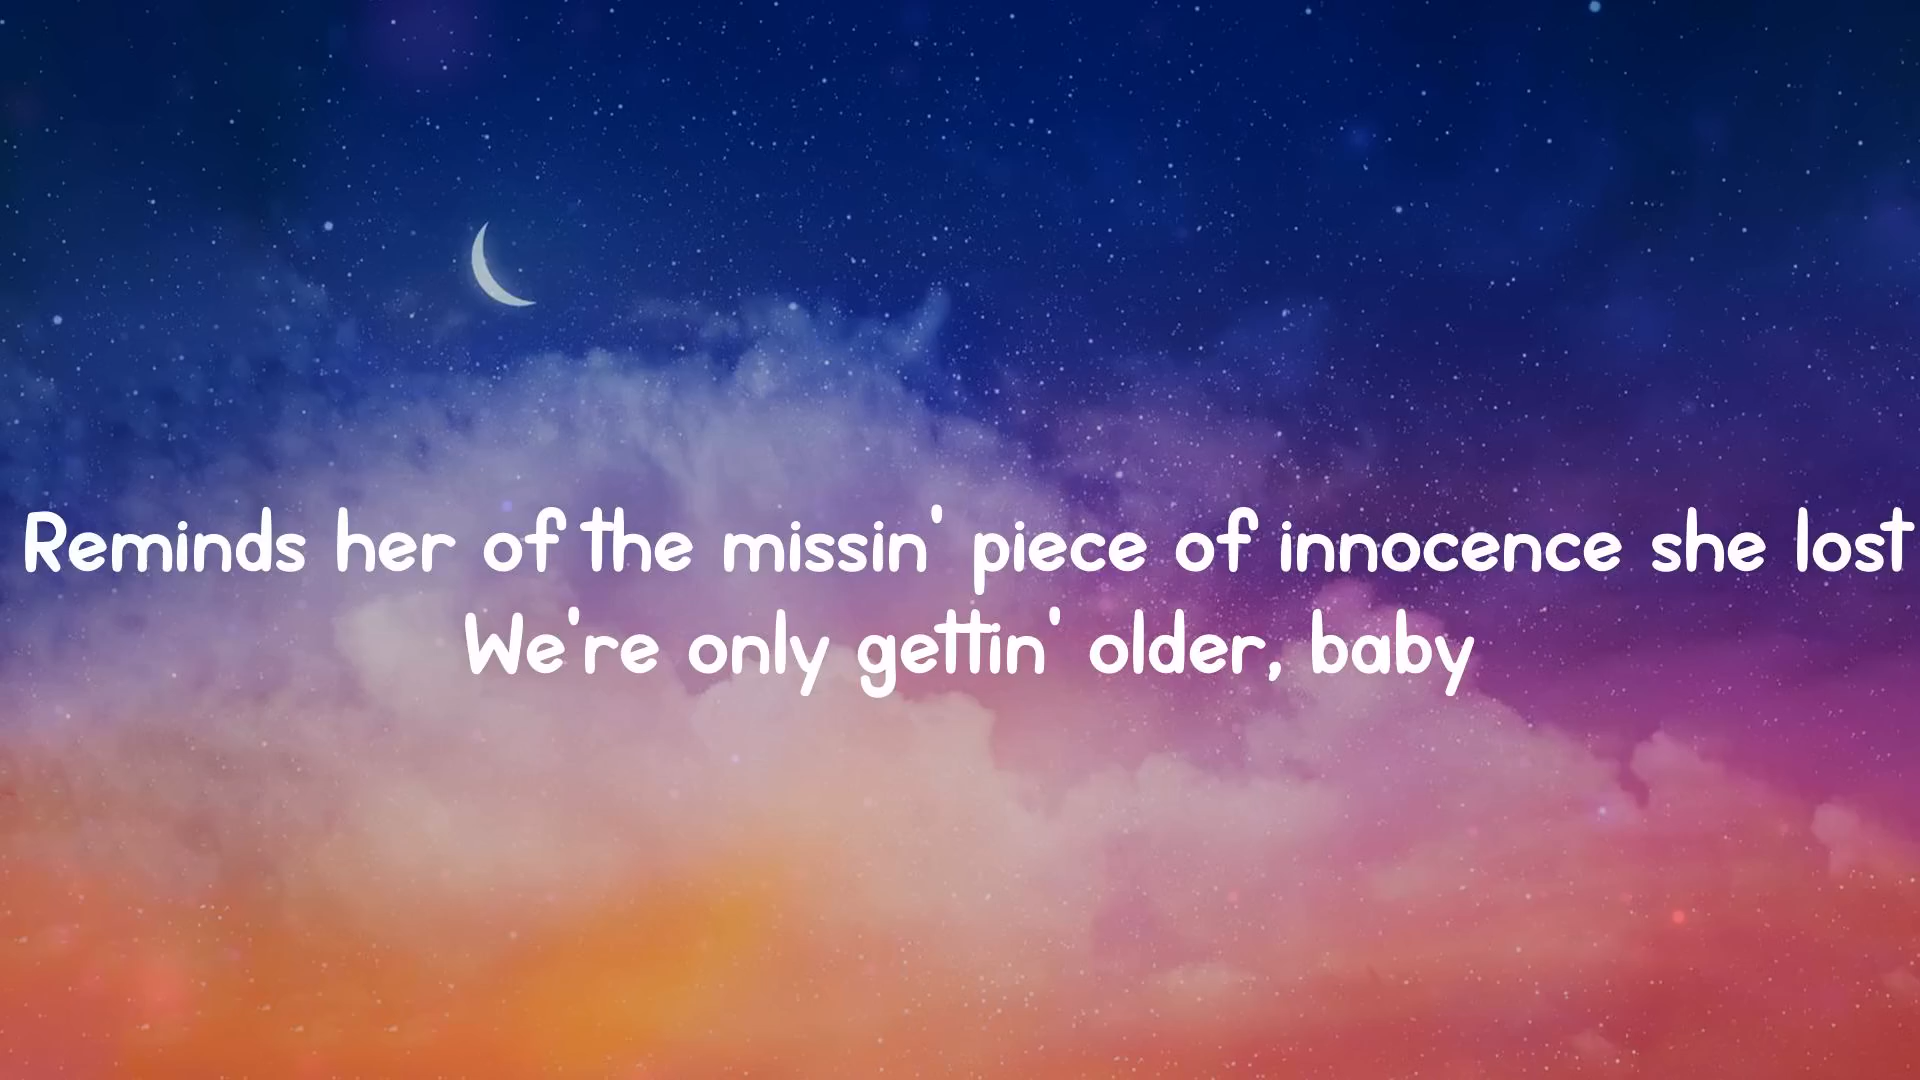 Reminds her of the missin' piece of innocence she lost
We're only gettin' older, baby